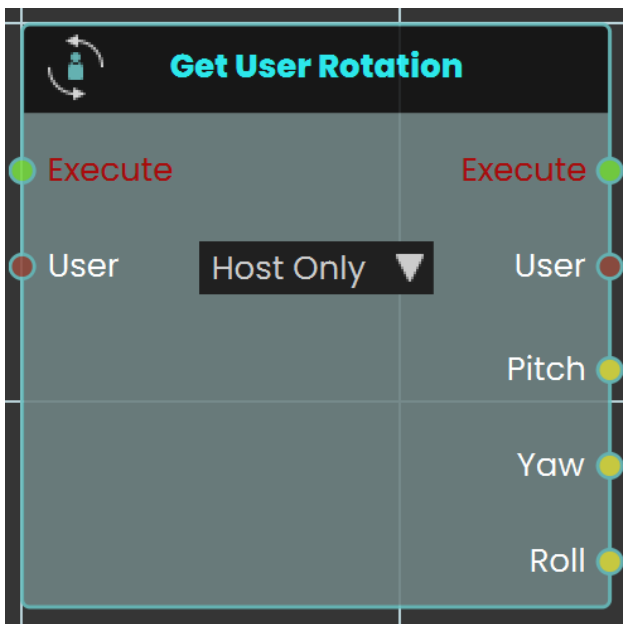 Get User Rotation
Execute Execute
User Host Only User
Pitch
Yaw
Roll